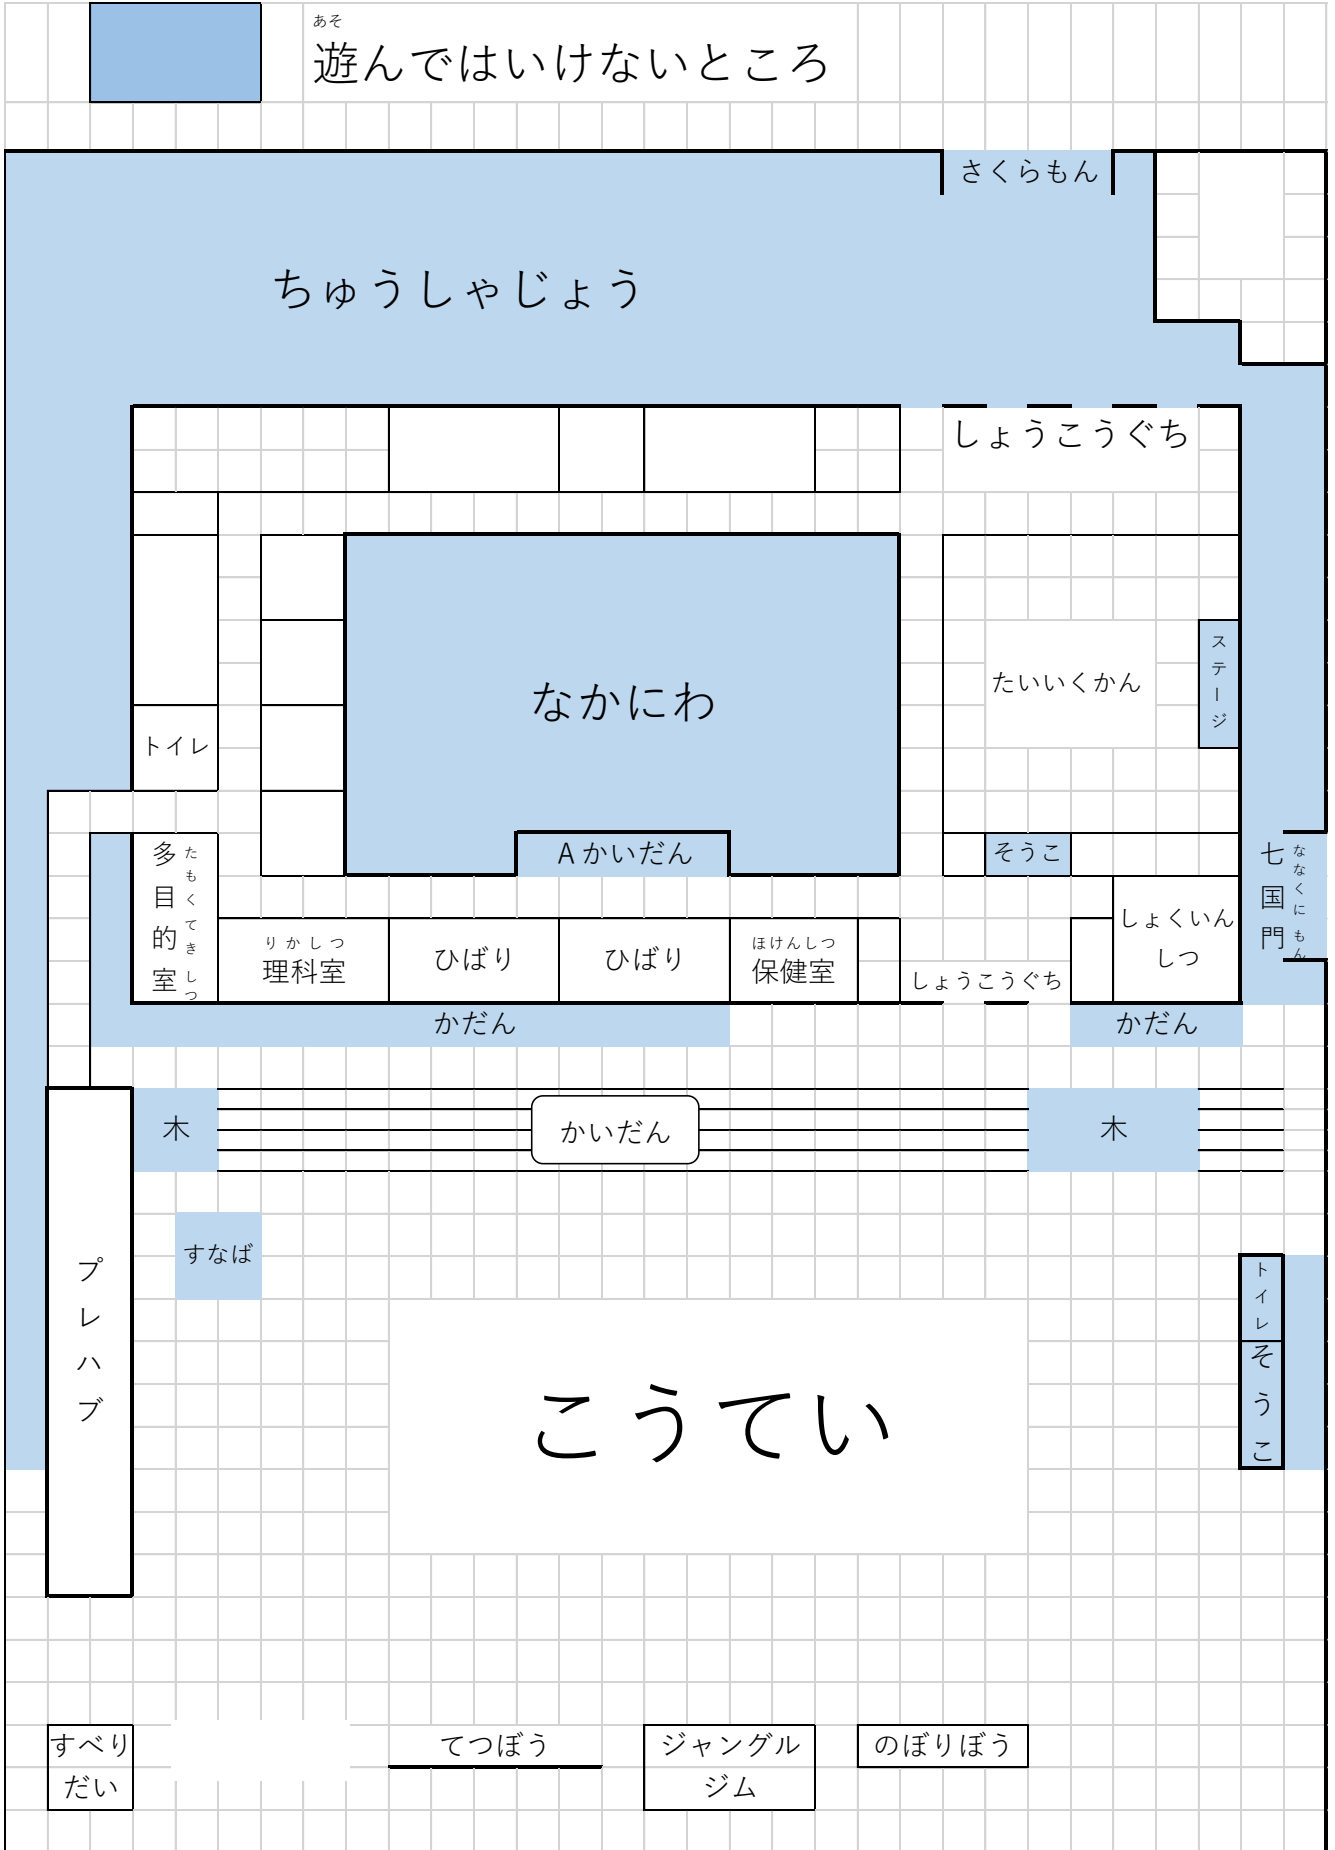 あそ
遊んではいけないところ
さくらもん
ちゅうしゃじょう
しょうこうぐち
なかにわ
たいいくかん
ステージ
トイレ
Aかいだん
そうこ
たもくてきしつ
多目的室
りかしつ
理科室
ひばり
ひばり
ほけんしつ
保健室
しょうこうぐち
しょくいん
しつ
ななくにもん
七国門
かだん
かだん
木
かいだん
木
すなば
プレハブ
トイレ
そうこ
こうてい
すべり
だい
てつぼう
ジャングル
ジム
のぼりぼう